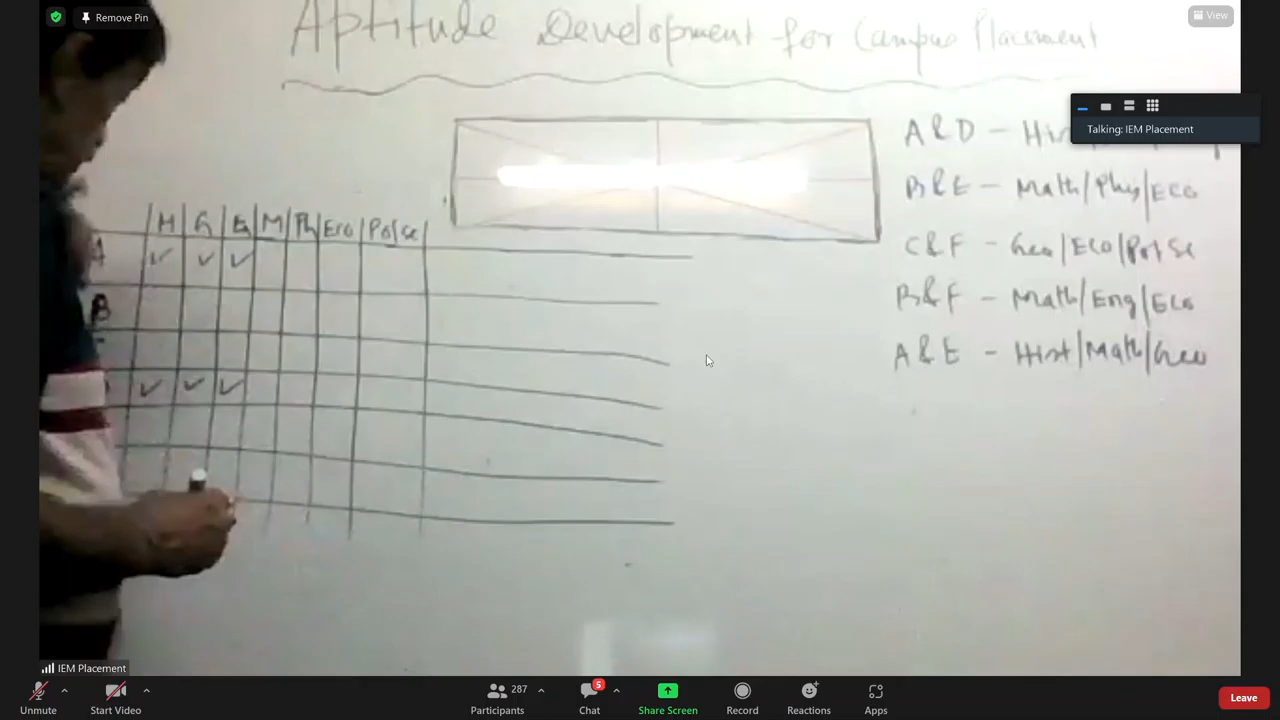 Remove Pin
View
Aptitude Development for Campus Placement
Talking: IEM Placement
A & D - Hist
B & E - Math/Phy/Eco
C & F - Geo/Eco/Pol Sc
B & F - Math/Eng/Eco
A & E - Hist/Math/Geo
H G E M Ph Eco Pol Sc
A ✓ ✓ ✓
B
✓ ✓ ✓
IEM Placement
Unmute
Start Video
287
Participants
5
Chat
Share Screen
Record
Reactions
Apps
Leave